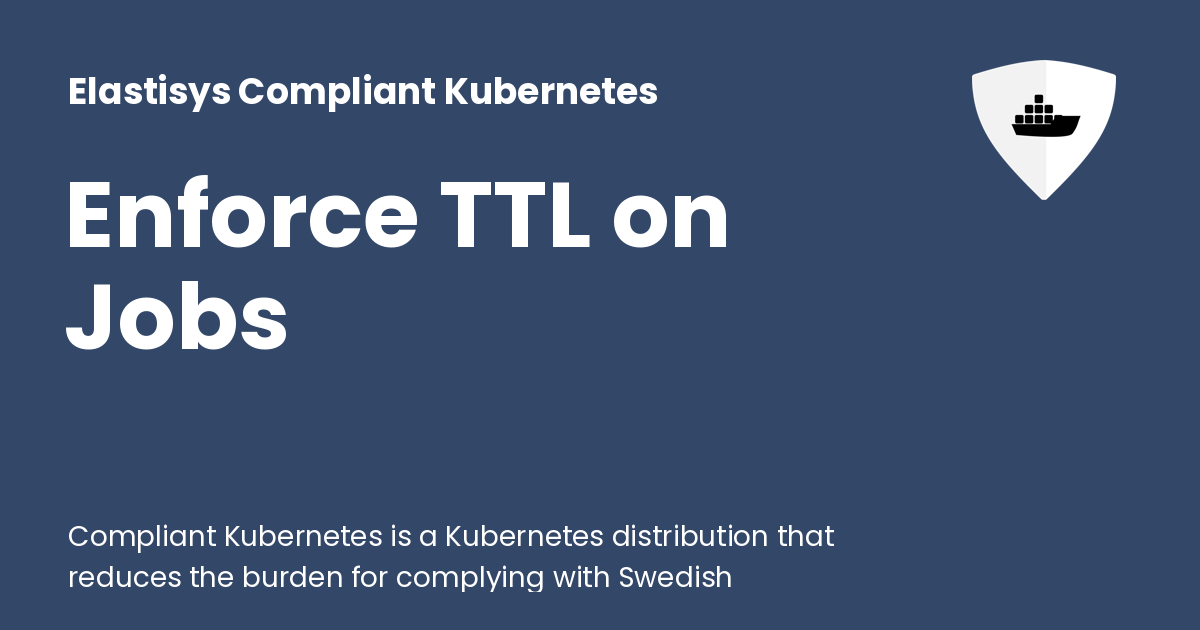 Elastisys Compliant Kubernetes
Enforce TTL on
Jobs
Compliant Kubernetes is a Kubernetes distribution that
reduces the burden for complying with Swedish